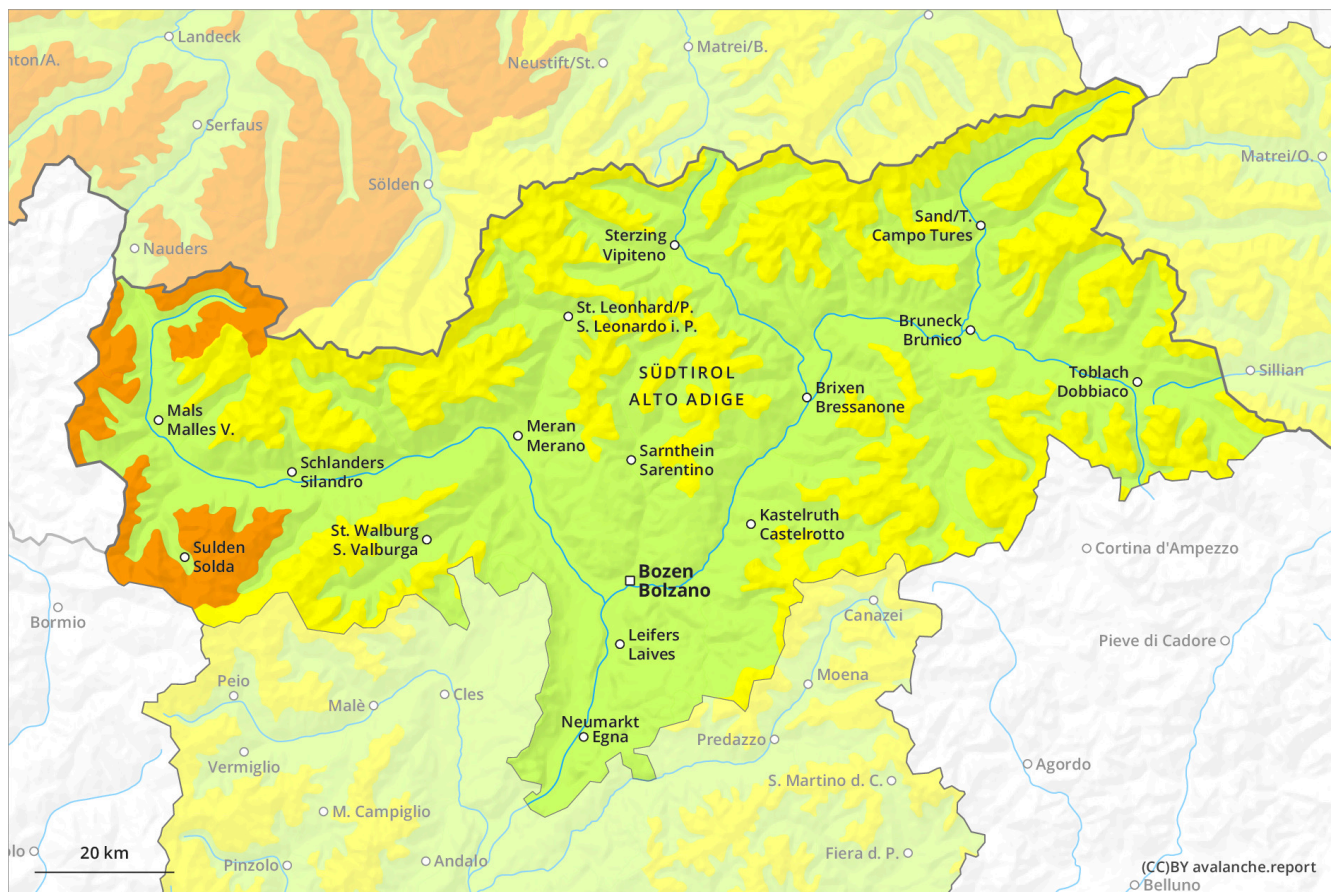 Landeck
nton/A.
Matrei/B.
Neustift/St.
Serfaus
Matrei/O.
Sölden
Sand/T.
Campo Tures
Sterzing
Vipiteno
Nauders
St. Leonhard/P.
S. Leonardo i. P.
Bruneck
Brunico
SÜDTIROL
ALTO ADIGE
Toblach
Dobbiaco
Sillian
Brixen
Bressanone
Mals
Malles V.
Meran
Merano
Sarnthein
Sarentino
Schlanders
Silandro
Kastelruth
Castelrotto
St. Walburg
S. Valburga
Sulden
Solda
Cortina d'Ampezzo
Bozen
Bolzano
Bormio
Canazei
Leifers
Laives
Pieve di Cadore
Moena
Peio
Malè
Cles
Neumarkt
Egna
Predazzo
Vermiglio
Agordo
S. Martino d. C.
M. Campiglio
olo
20 km
Pinzolo
Andalo
Fiera d. P.
(CC)BY avalanche.report
Belluno